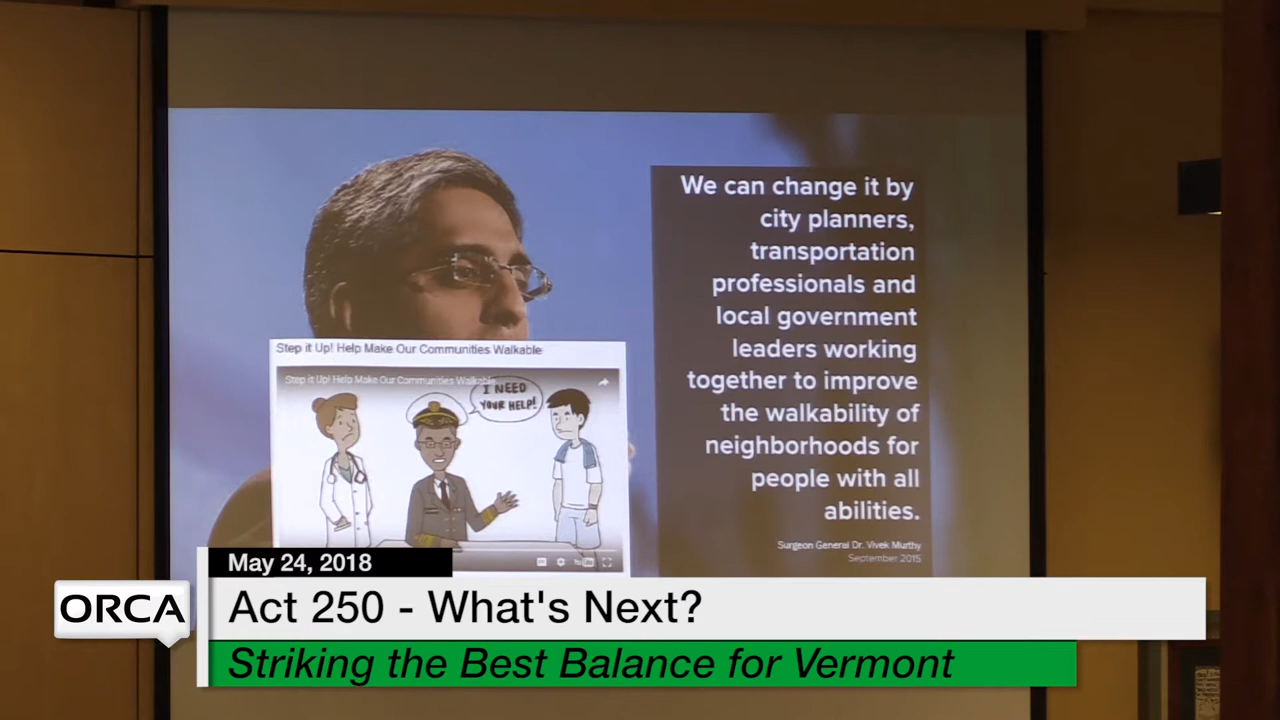 We can change it by
city planners,
transportation
professionals and
local government
leaders working
together to improve
the walkability of
neighborhoods for
people with all
abilities.
Surgeon General Dr. Vivek Murthy
September 2015
Step it Up! Help Make Our Communities Walkable
Step it Up! Help Make Our Communities Walkable
I NEED
YOUR HELP!
YouTube
May 24, 2018
ORCA
Act 250 - What's Next?
Striking the Best Balance for Vermont